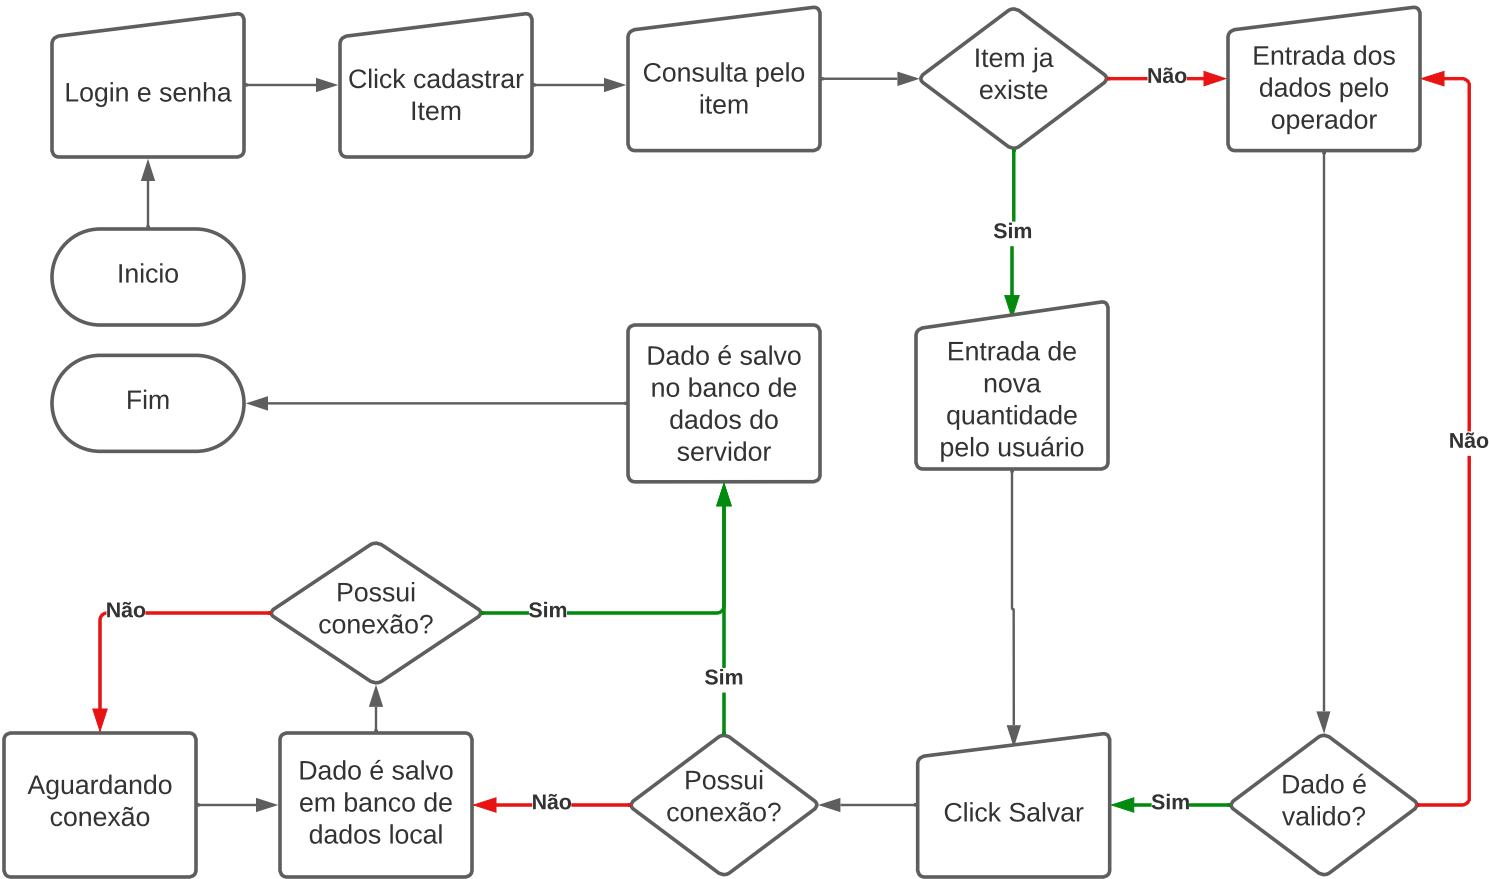 Login e senha
Click cadastrar
Item
Consulta pelo
item
Item ja
existe
Não
Entrada dos
dados pelo
operador
Sim
Inicio
Fim
Dado é salvo
no banco de
dados do
servidor
Entrada de
nova
quantidade
pelo usuário
Não
Possui
conexão?
Não
Sim
Sim
Aguardando
conexão
Dado é salvo
em banco de
dados local
Não
Possui
conexão?
Click Salvar
Sim
Dado é
valido?